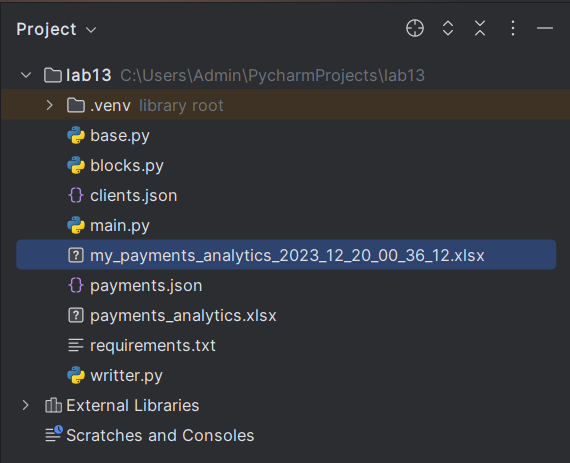 Project
lab13 C:\Users\Admin\PycharmProjects\lab13
.venv library root
base.py
blocks.py
clients.json
main.py
my_payments_analytics_2023_12_20_00_36_12.xlsx
payments.json
payments_analytics.xlsx
requirements.txt
writter.py
External Libraries
Scratches and Consoles